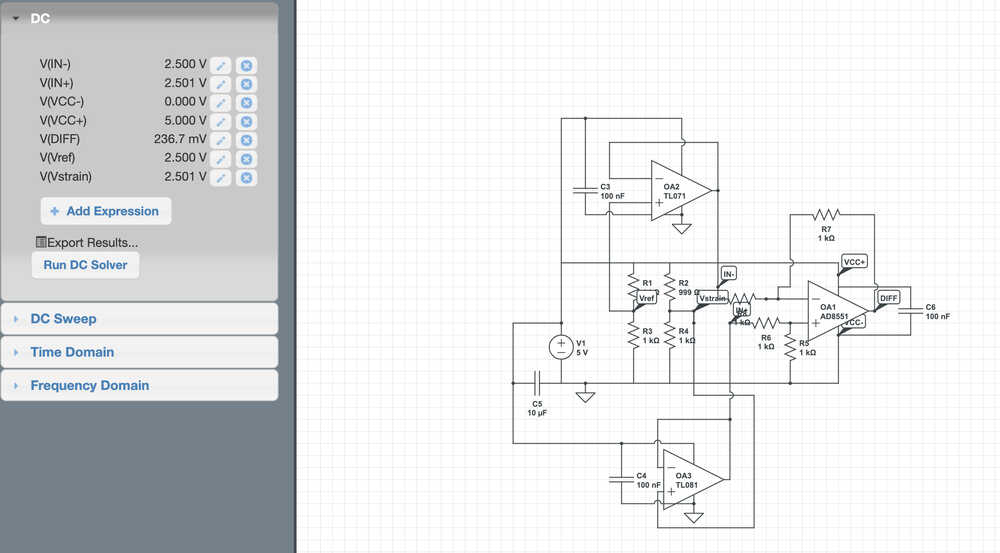 DC
V(IN-) 2.500 V
V(IN+) 2.501 V
V(VCC-) 0.000 V
V(VCC+) 5.000 V
V(DIFF) 236.7 mV
V(Vref) 2.500 V
V(Vstrain) 2.501 V
+ Add Expression
Export Results...
Run DC Solver
DC Sweep
Time Domain
Frequency Domain
C3
100 nF
OA2
TL071
R7
1 kΩ
VCC+
IN-
R1
Vref
R2
999 Ω
Vstrain
IN+
1 kΩ
OA1
AD8551
DIFF
C6
100 nF
VCC-
R3
1 kΩ
R4
1 kΩ
R6
1 kΩ
R5
1 kΩ
V1
5 V
C5
10 µF
C4
100 nF
OA3
TL081